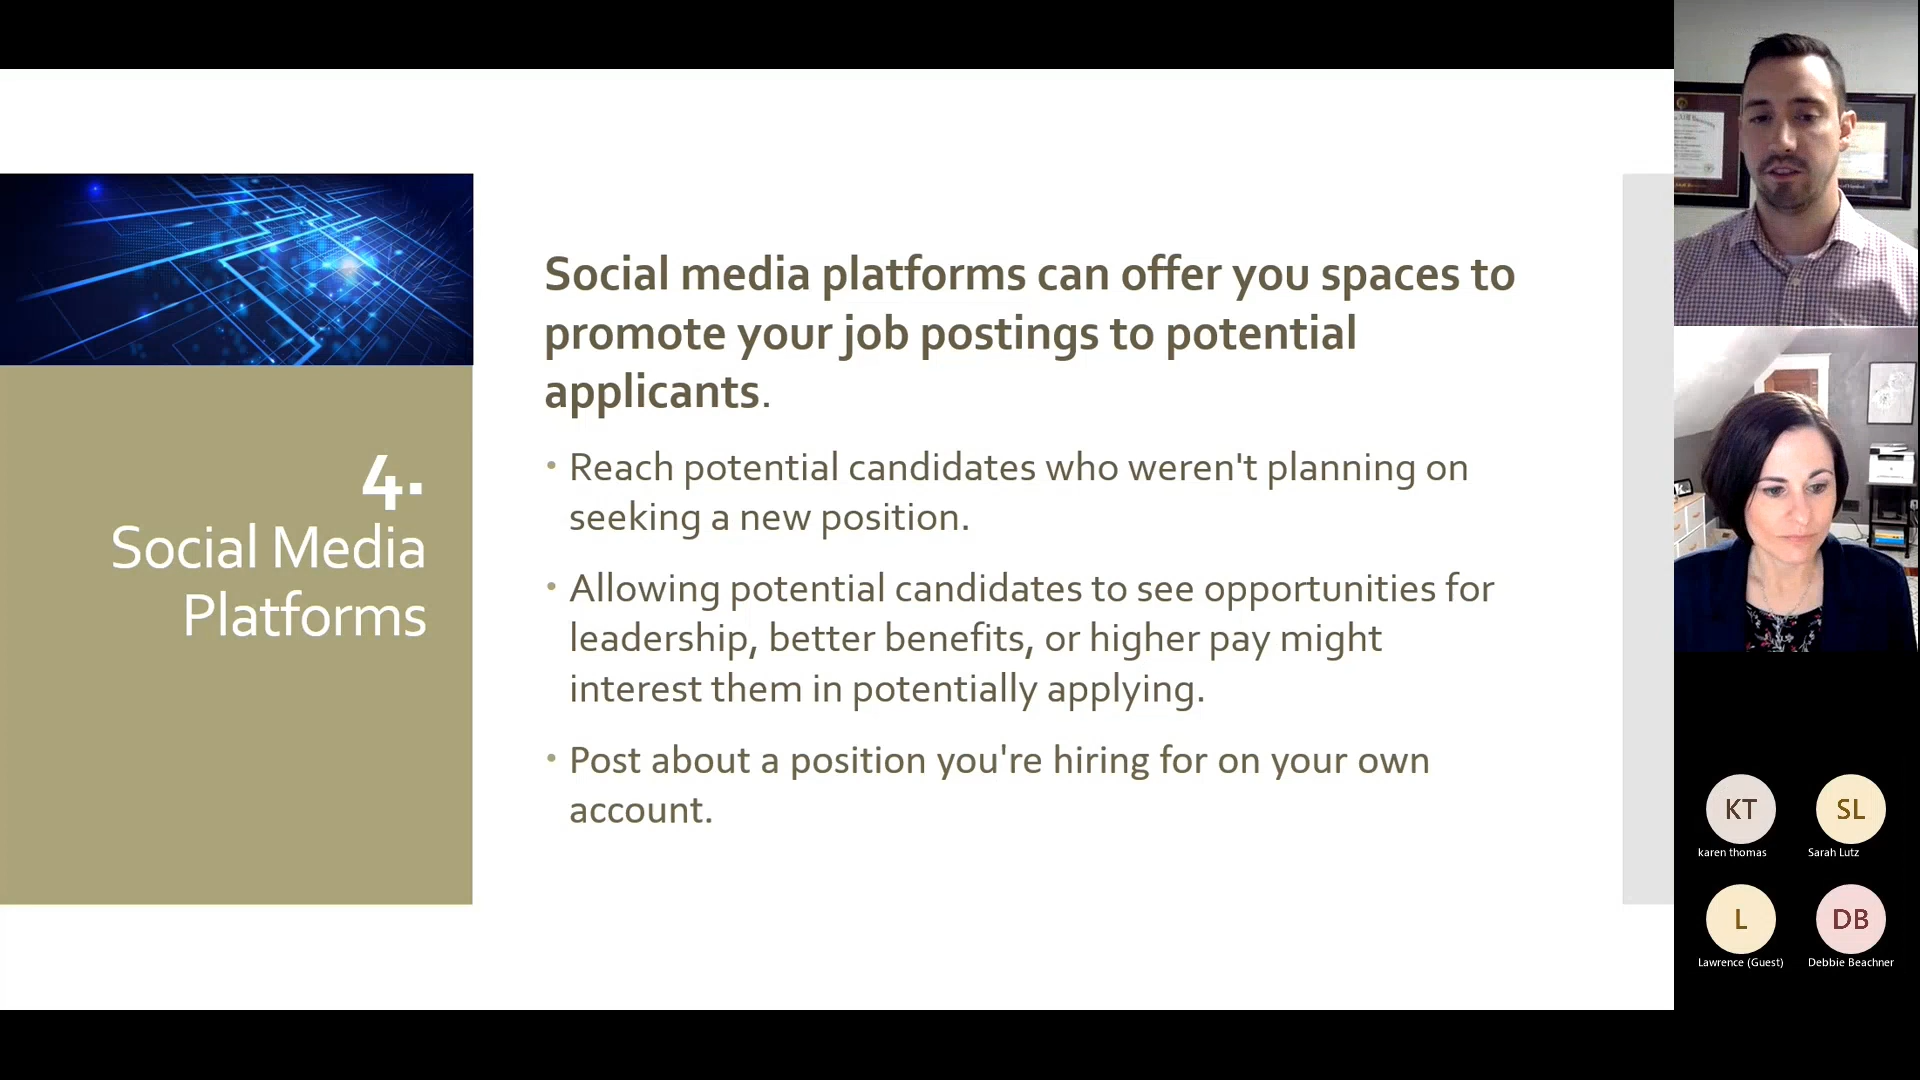 4.
Social Media
Platforms
Social media platforms can offer you spaces to
promote your job postings to potential
applicants.
• Reach potential candidates who weren't planning on
seeking a new position.
• Allowing potential candidates to see opportunities for
leadership, better benefits, or higher pay might
interest them in potentially applying.
• Post about a position you're hiring for on your own
account.
KT
karen thomas
SL
Sarah Lutz
L
Lawrence (Guest)
DB
Debbie Beachner